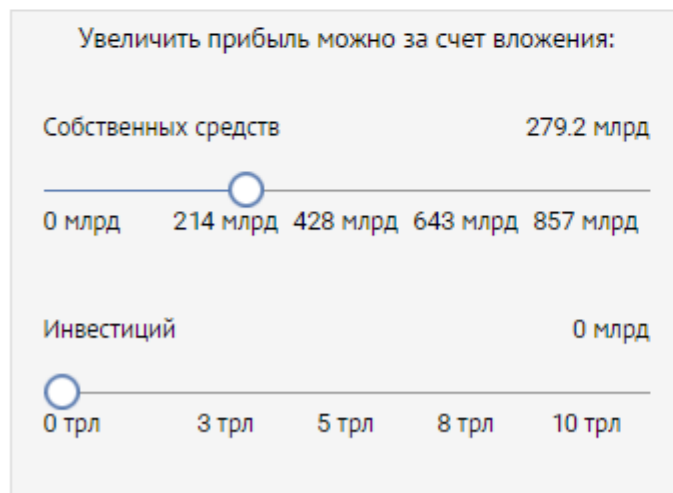 Увеличить прибыль можно за счет вложения:
Собственных средств 279.2 млрд
0 млрд 214 млрд 428 млрд 643 млрд 857 млрд
Инвестиций 0 млрд
0 трл 3 трл 5 трл 8 трл 10 трл